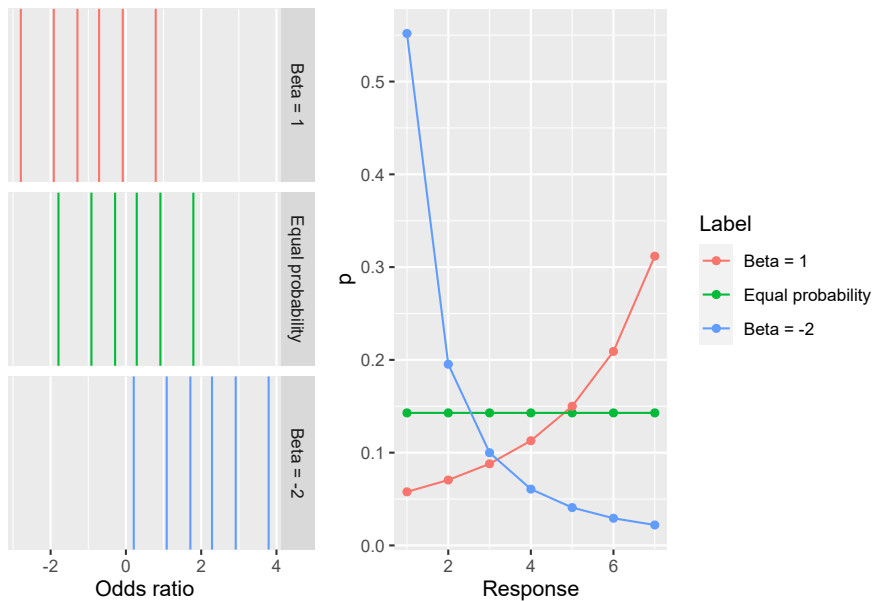 Beta = 1
Equal probability
Beta = -2
-2 0 2 4
Odds ratio
p
0.5
0.4
0.3
0.2
0.1
0.0
2 4 6
Response
Label
Beta = 1
Equal probability
Beta = -2